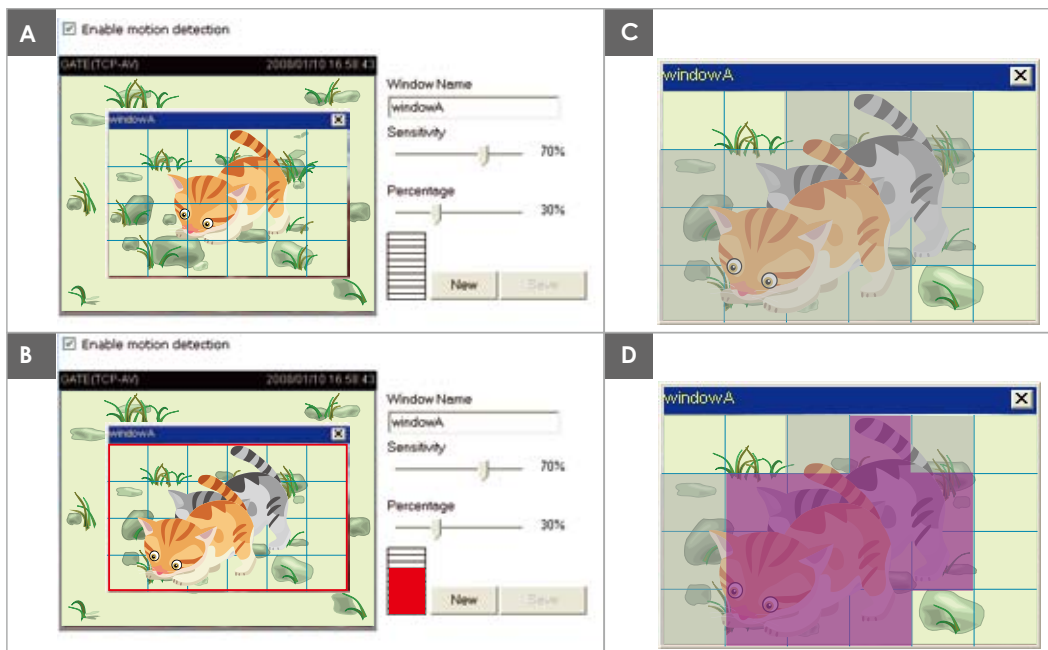 A
Enable motion detection
GATE(TCP-AV) 2008/01/10 16:58:43
windowA
Window Name
windowA
Sensitivity
70%
Percentage
30%
New Save
B
Enable motion detection
GATE(TCP-AV) 2008/01/10 16:58:43
windowA
Window Name
windowA
Sensitivity
70%
Percentage
30%
New Save
C
windowA
D
windowA